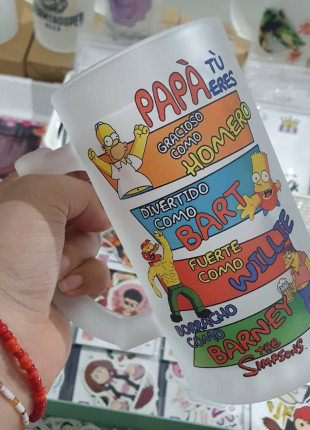 PAPÀ TÙ
ERES
GRACIOSO
COMO
HOMERO
DIVERTIDO
COMO
BART
FUERTE
COMO
WILLIE
BORRACHO
COMO
BARNEY
THE
SIMPSONS